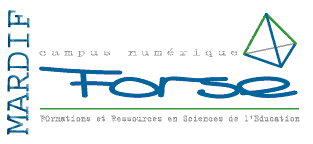 MARDIF
campus numérique
Forse
FOrmations et Ressources en Sciences de l'Education